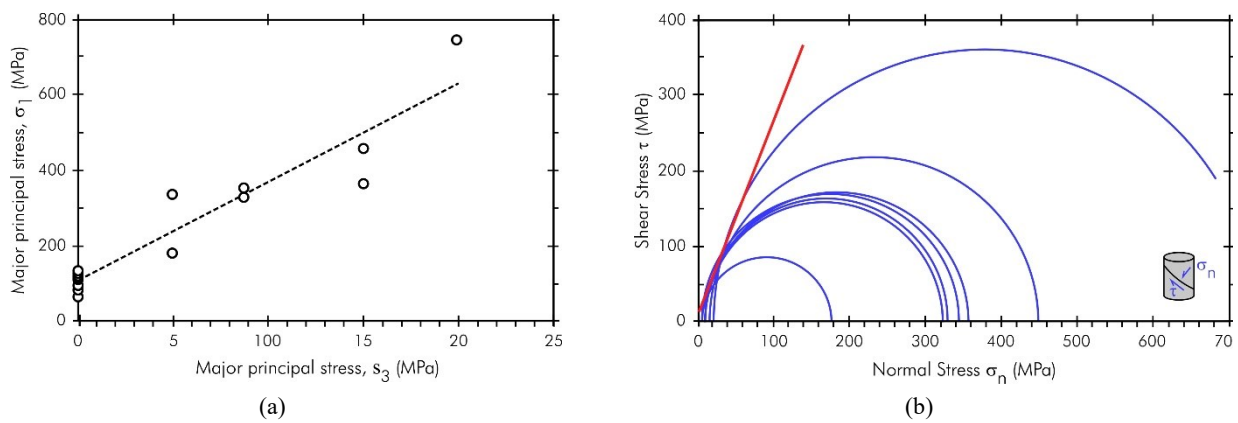 800
600
400
200
0
Major principal stress, σ1 (MPa)
0 5 10 15 20 25
Major principal stress, s3 (MPa)
(a)
400
300
200
100
0
Shear Stress τ (MPa)
0 100 200 300 400 500 600 70
Normal Stress σn (MPa)
σn
τ
(b)